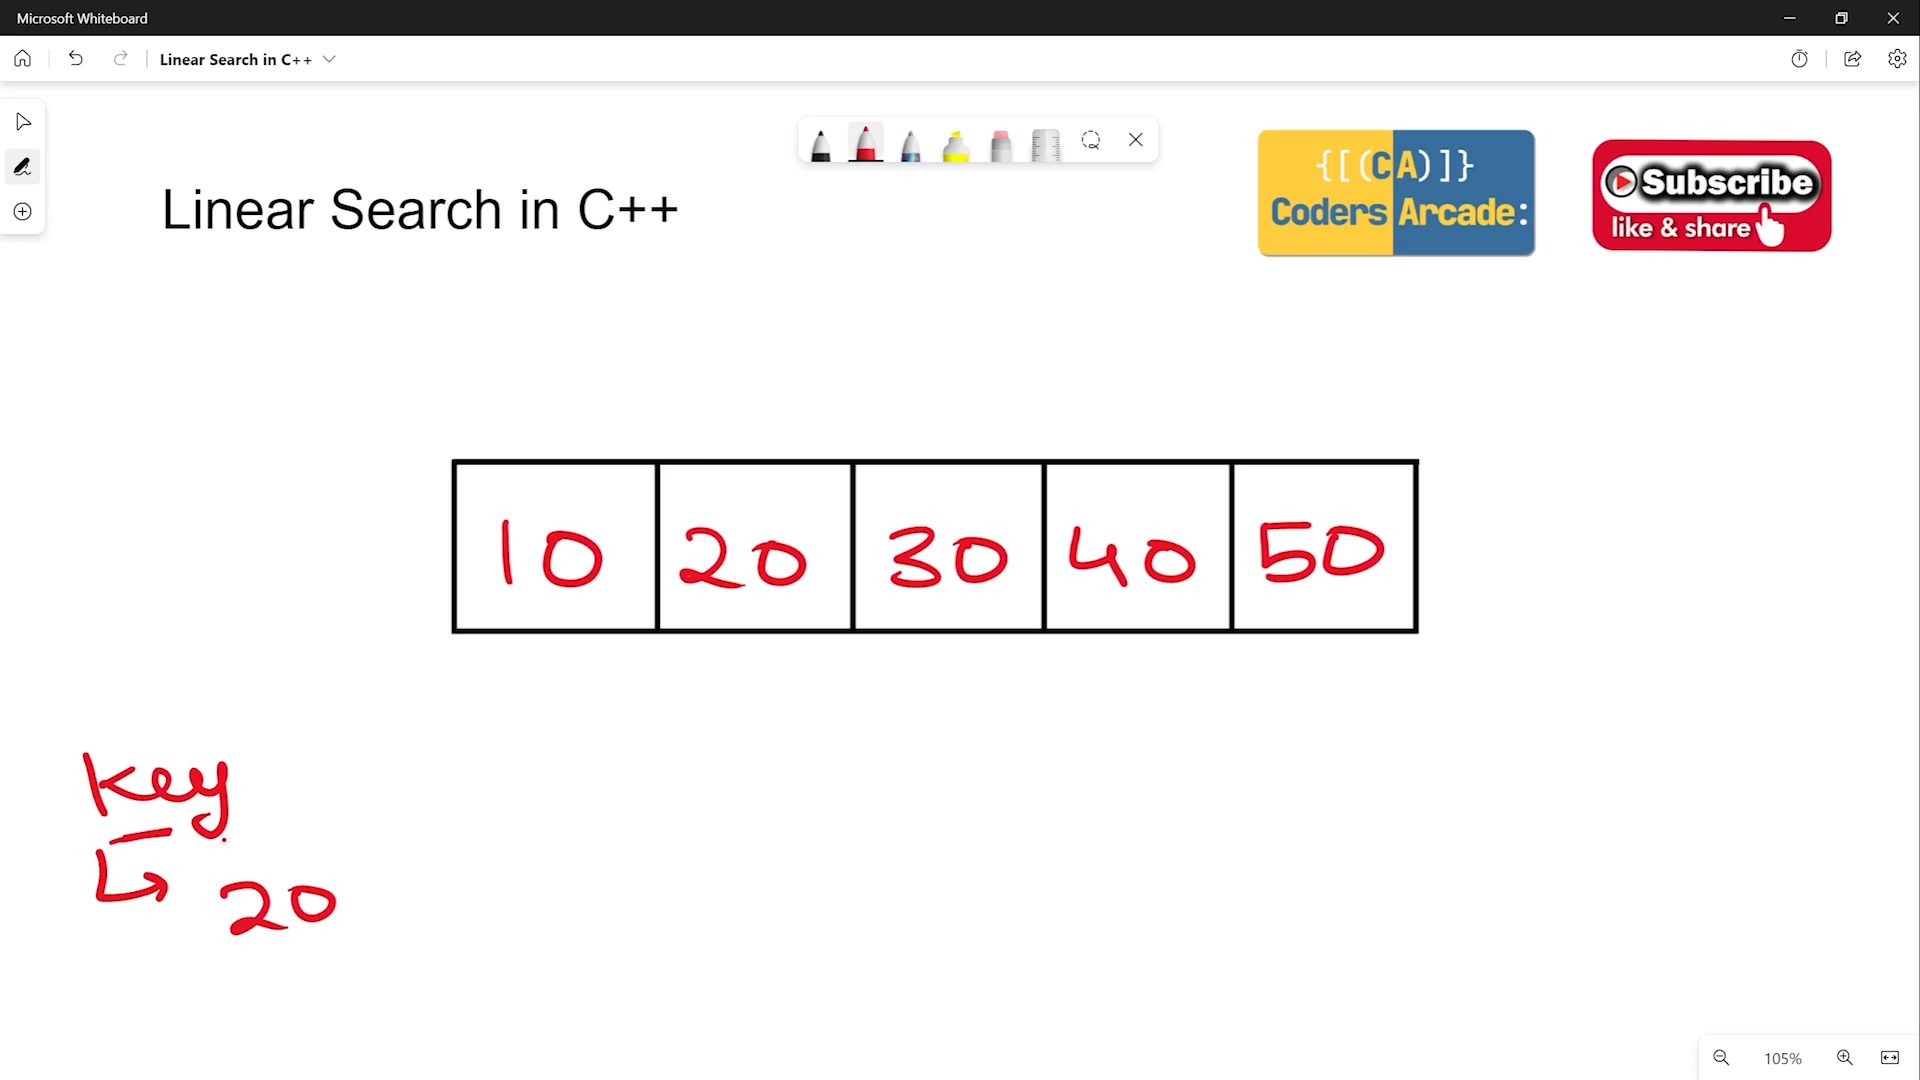 Microsoft Whiteboard
Linear Search in C++
Linear Search in C++
{[(CA)]}
Coders Arcade:
Subscribe
like & share
10 20 30 40 50
Key
20
105%